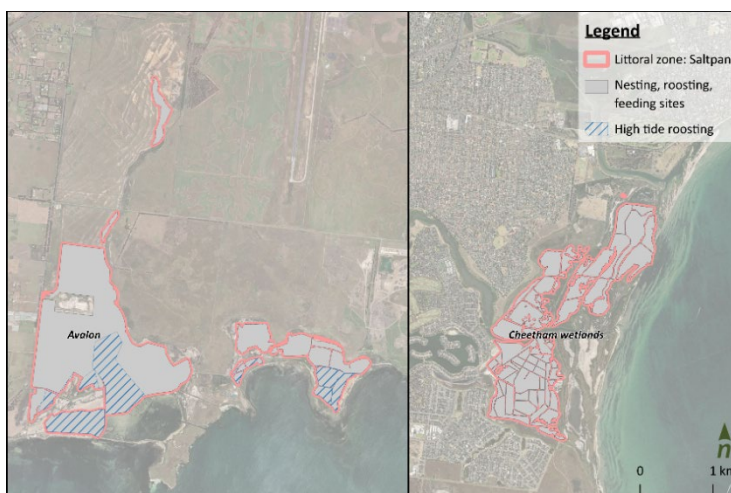 Legend
Littoral zone: Saltpan
Nesting, roosting,
feeding sites
High tide roosting
Avalon
Cheetham wetlands
n
0 1 km